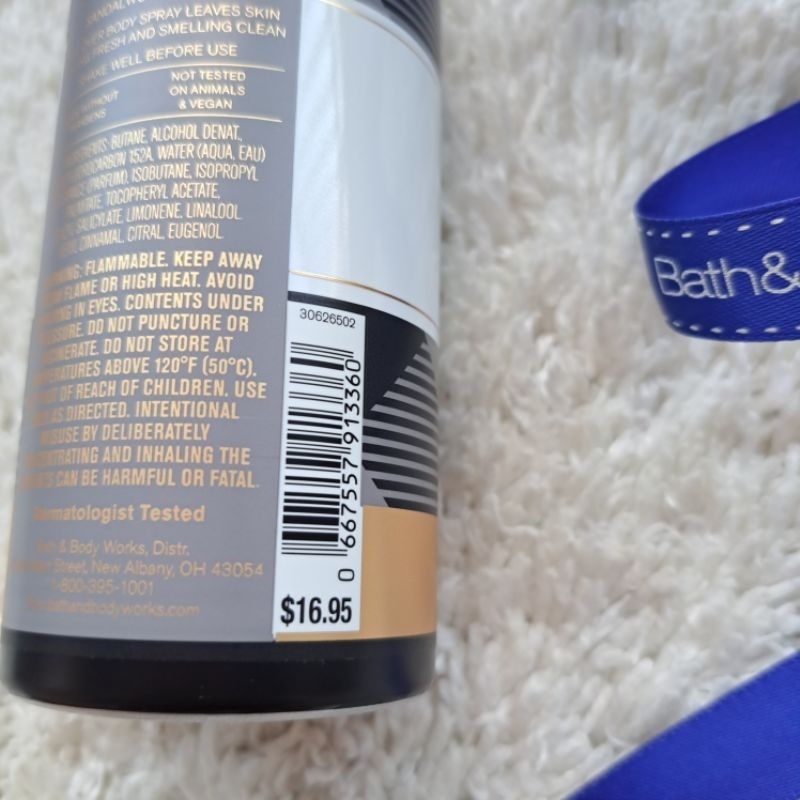 OVER BODY SPRAY LEAVES SKIN
FRESH AND SMELLING CLEAN
SHAKE WELL BEFORE USE
WITHOUT
NOT TESTED
ON ANIMALS
& VEGAN
BUTANE, ALCOHOL DENAT.,
152A, WATER (AQUA, EAU)
(PARFUM), ISOBUTANE, ISOPROPYL
TOCOPHERYL ACETATE,
SALICYLATE, LIMONENE, LINALOOL
CINNAMAL, CITRAL, EUGENOL
FLAMMABLE. KEEP AWAY
FLAME OR HIGH HEAT. AVOID
IN EYES. CONTENTS UNDER
DO NOT PUNCTURE OR
DO NOT STORE AT
ABOVE 120°F (50°C).
OF REACH OF CHILDREN. USE
AS DIRECTED. INTENTIONAL
MISUSE BY DELIBERATELY
AND INHALING THE
CAN BE HARMFUL OR FATAL.
Dermatologist Tested
& Body Works, Distr.
Street, New Albany, OH 43054
1-800-395-1001
30626502
0 667557 913360
$16.95
Bath&